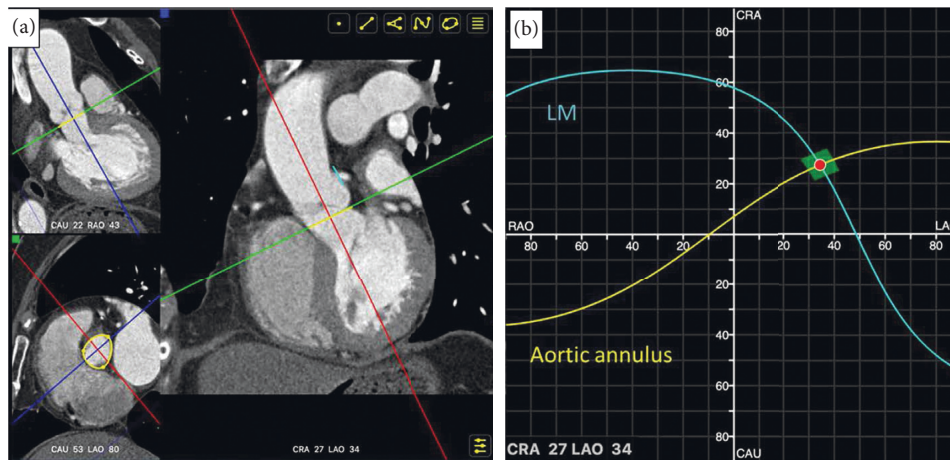 (a)
CAU 22 RAO 43
CAU 53 LAO 80
CRA 27 LAO 34
(b)
CRA
80
60
LM
40
20
RAO
LA
80 60 40 20 20 40 60 80
20
40
Aortic annulus
60
80
CRA 27 LAO 34
CAU